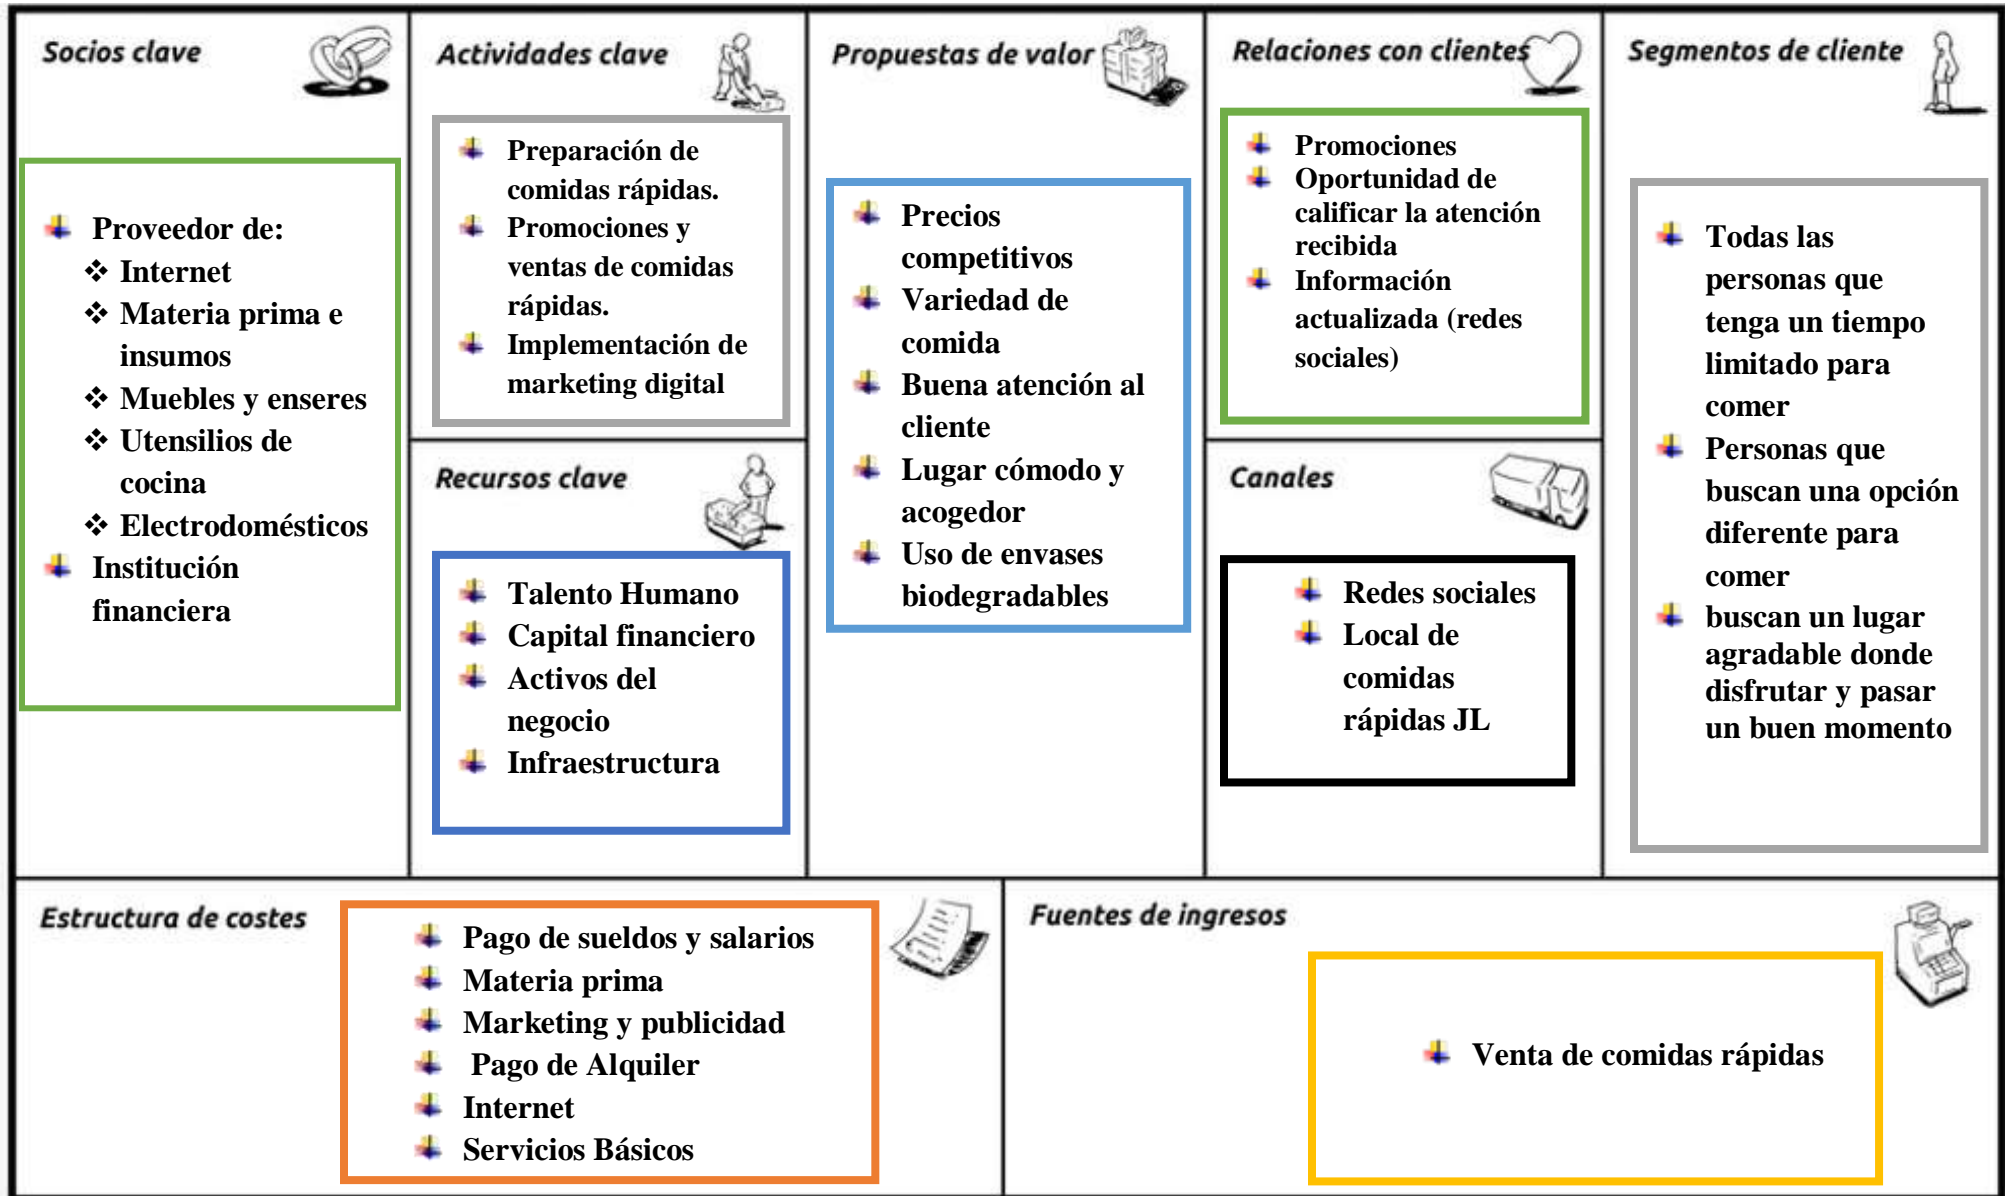 Socios clave
Proveedor de:
❖ Internet
❖ Materia prima e
insumos
❖ Muebles y enseres
❖ Utensilios de
cocina
❖ Electrodomésticos
Institución
financiera
Actividades clave
Preparación de
comidas rápidas.
Promociones y
ventas de comidas
rápidas.
Implementación de
marketing digital
Recursos clave
Talento Humano
Capital financiero
Activos del
negocio
Infraestructura
Propuestas de valor
Precios
competitivos
Variedad de
comida
Buena atención al
cliente
Lugar cómodo y
acogedor
Uso de envases
biodegradables
Relaciones con clientes
Promociones
Oportunidad de
calificar la atención
recibida
Información
actualizada (redes
sociales)
Canales
Redes sociales
Local de
comidas
rápidas JL
Segmentos de cliente
Todas las
personas que
tenga un tiempo
limitado para
comer
Personas que
buscan una opción
diferente para
comer
buscan un lugar
agradable donde
disfrutar y pasar
un buen momento
Estructura de costes
Pago de sueldos y salarios
Materia prima
Marketing y publicidad
Pago de Alquiler
Internet
Servicios Básicos
Fuentes de ingresos
Venta de comidas rápidas